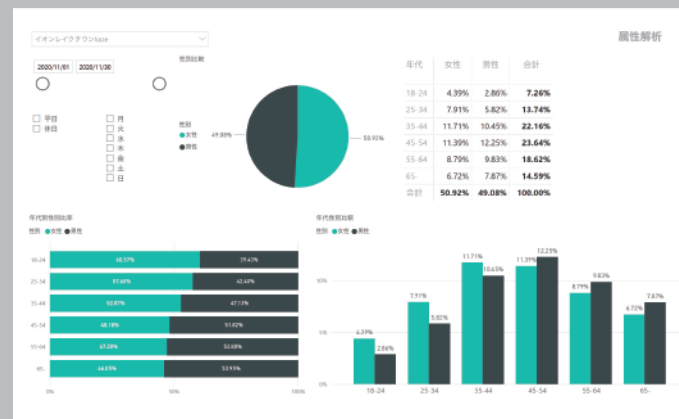 属性解析
イオンレイクタウンkaze
2020/11/01 2020/11/30
平日
休日
月
火
水
木
金
土
日
性別比較
性別
女性
男性
49.08%
50.92%
年代 女性 男性 合計
18-24 4.39% 2.86% 7.26%
25-34 7.91% 5.82% 13.74%
35-44 11.71% 10.45% 22.16%
45-54 11.39% 12.25% 23.64%
55-64 8.79% 9.83% 18.62%
65- 6.72% 7.87% 14.59%
合計 50.92% 49.08% 100.00%
年代別性別比率
性別 女性 男性
18-24 60.57% 39.43%
25-34 57.60% 42.40%
35-44 52.87% 47.13%
45-54 48.18% 51.82%
55-64 47.20% 52.80%
65- 53.95%
0% 50% 100%
年代性別比較
性別 女性 男性
10%
5%
0%
4.39% 2.86%
7.91% 5.82%
11.71% 10.45%
11.39% 12.25%
8.79% 9.83%
6.72% 7.87%
18-24 25-34 35-44 45-54 55-64 65-